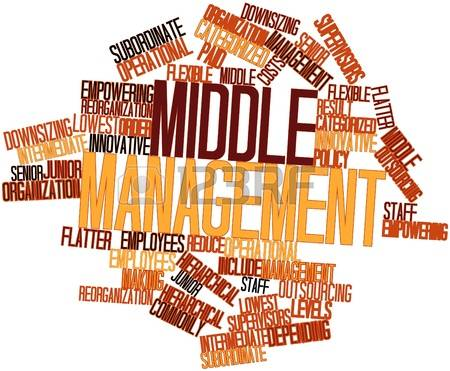 DOWNSIZING
ORGANIZATION
SENIOR
SUPERVISORS
SUBORDINATE
CATEGORIZED
MANAGEMENT
OPERATIONAL
PAID
COSTS
FLEXIBLE MIDDLE
FLEXIBLE
FLATTER
EMPOWERING
REORGANIZATION
MIDDLE
RESULT
CATEGORIZED
MIDDLE
DOWNSIZING
LOWEST
ORDER
INNOVATIVE
OUTSOURCING
INTERMEDIATE
INNOVATIVE
POLICY
SENIOR
JUNIOR
ORGANIZATION
MANAGEMENT
123RF
STAFF
EMPOWERING
FLATTER
EMPLOYEES
REDUCE
OPERATIONAL
EMPLOYEES
HIERARCHICAL
INCLUDE
MANAGEMENT
MAKING
JUNIOR
STAFF
OUTSOURCING
REORGANIZATION
HIERARCHICAL
LOWEST
LEVELS
COMMONLY
SUPERVISORS
INTERMEDIATE
DEPENDING
SUBORDINATE